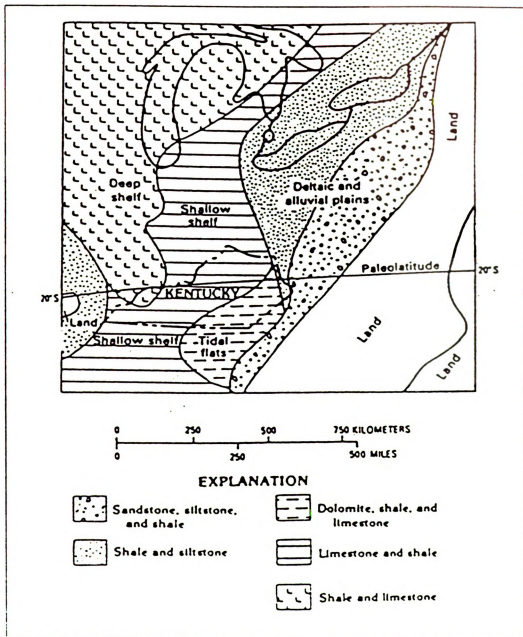 Land
Deep
shelf
Deltaic and
alluvial plains
Shallow
shelf
Paleolatitude
20° S
20° S
KENTUCKY
Land
Land
Shallow shelf
Tidal
flats
Land
0 250 500 750 KILOMETERS
0 250 500 MILES
EXPLANATION
Sandstone, siltstone,
and shale
Dolomite, shale, and
limestone
Shale and siltstone
Limestone and shale
Shale and limestone